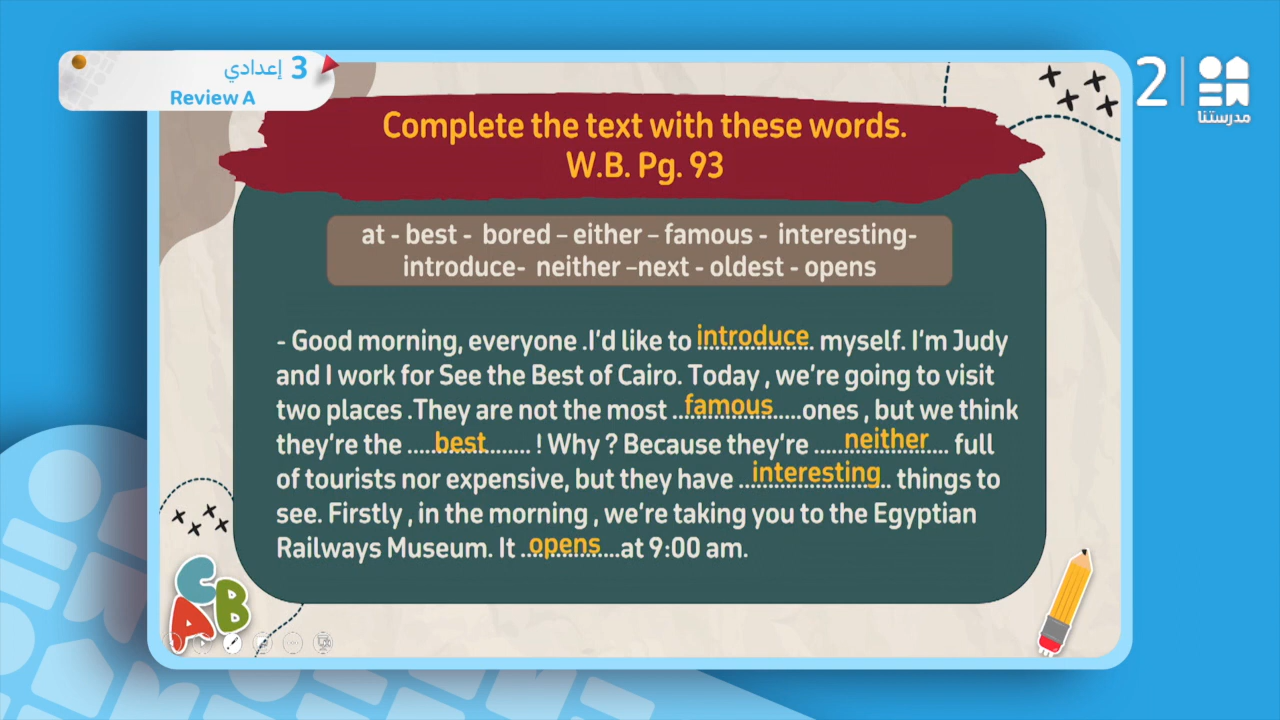 3 إعدادي
Review A
2
مدرستنا
Complete the text with these words.
W.B. Pg. 93
at - best - bored – either – famous - interesting-
introduce- neither –next - oldest - opens
- Good morning, everyone .I'd like to introduce. myself. I'm Judy
and I work for See the Best of Cairo. Today , we're going to visit
two places .They are not the most ..famous.....ones , but we think
they're the .....best........ ! Why ? Because they're .....neither... full
of tourists nor expensive, but they have ..interesting.. things to
see. Firstly , in the morning , we're taking you to the Egyptian
Railways Museum. It ..opens...at 9:00 am.
C
A B